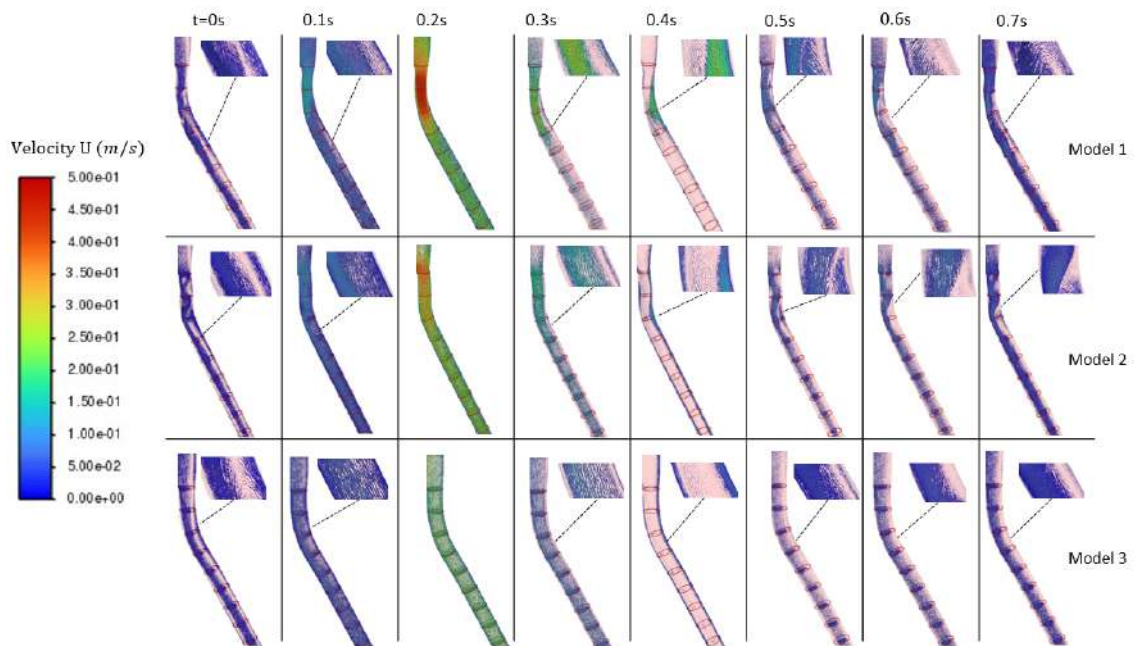 t=0s 0.1s 0.2s 0.3s 0.4s 0.5s 0.6s 0.7s
Velocity U (m/s)
5.00e-01
4.50e-01
4.00e-01
3.50e-01
3.00e-01
2.50e-01
2.00e-01
1.50e-01
1.00e-01
5.00e-02
0.00e+00
Model 1
Model 2
Model 3